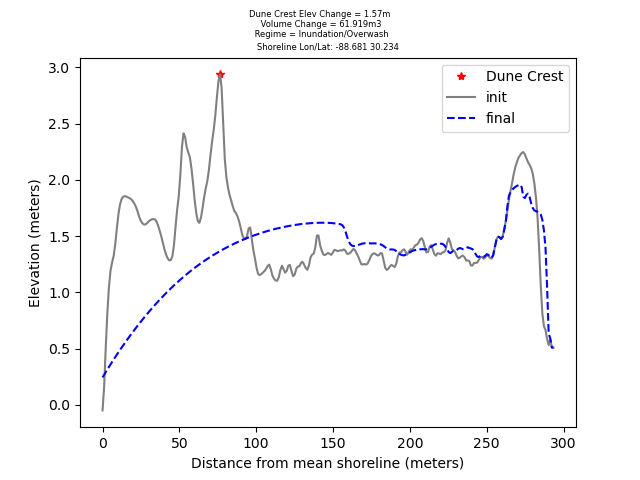 Dune Crest Elev Change = 1.57m
Volume Change = 61.919m3
Regime = Inundation/Overwash
Shoreline Lon/Lat: -88.681 30.234
Dune Crest
init
final
3.0
2.5
2.0
1.5
1.0
0.5
0.0
Elevation (meters)
0 50 100 150 200 250 300
Distance from mean shoreline (meters)